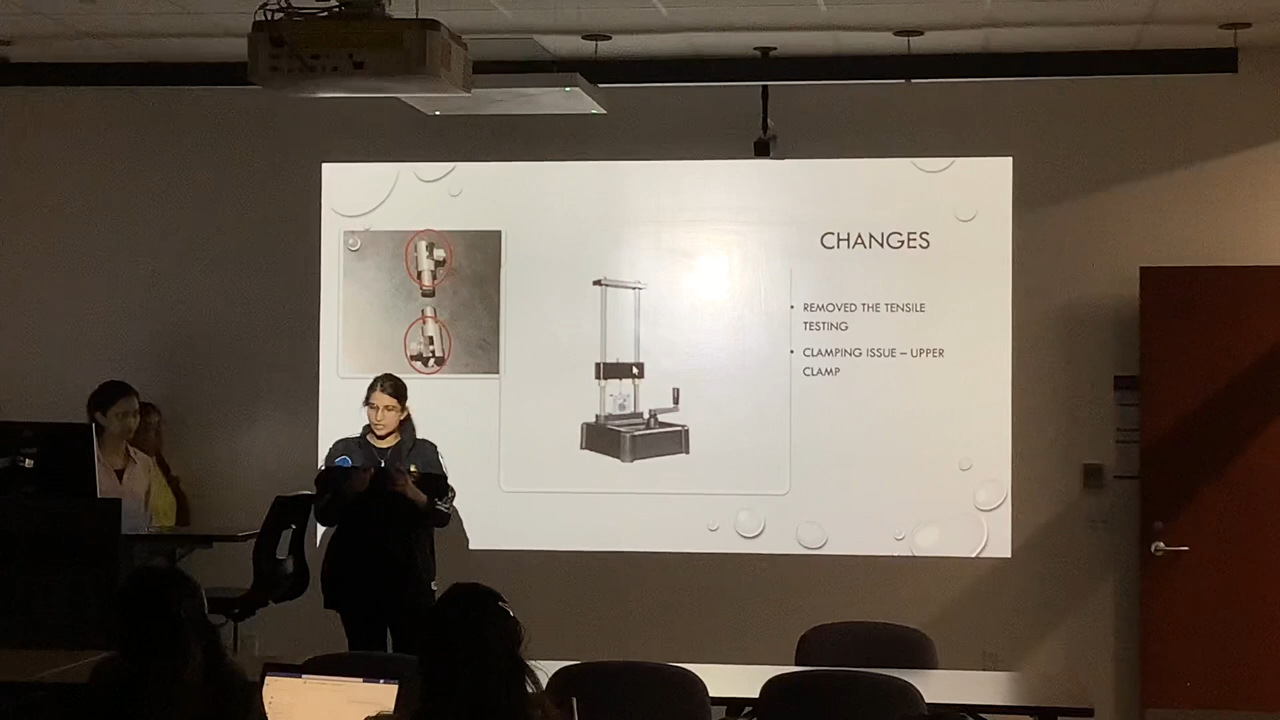 CHANGES
• REMOVED THE TENSILE
TESTING
• CLAMPING ISSUE – UPPER
CLAMP